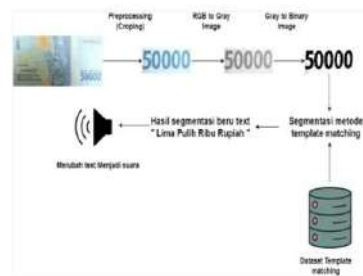 Preprocessing
(Croping)
RGB to Gray
Image
Gray to Binary
Image
50000
50000
50000
50000
Hasil segmentasi beru text
" Lima Pulih Ribu Rupiah "
Segmentasi metode
template matching
Merubah text Menjadi suara
Dataset Template
matching